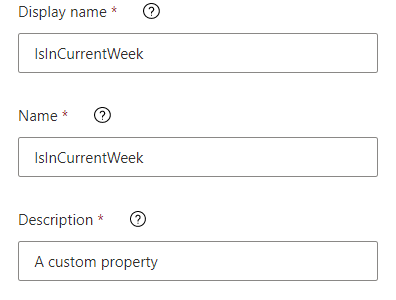 Display name *
IsInCurrentWeek
Name *
IsInCurrentWeek
Description *
A custom property